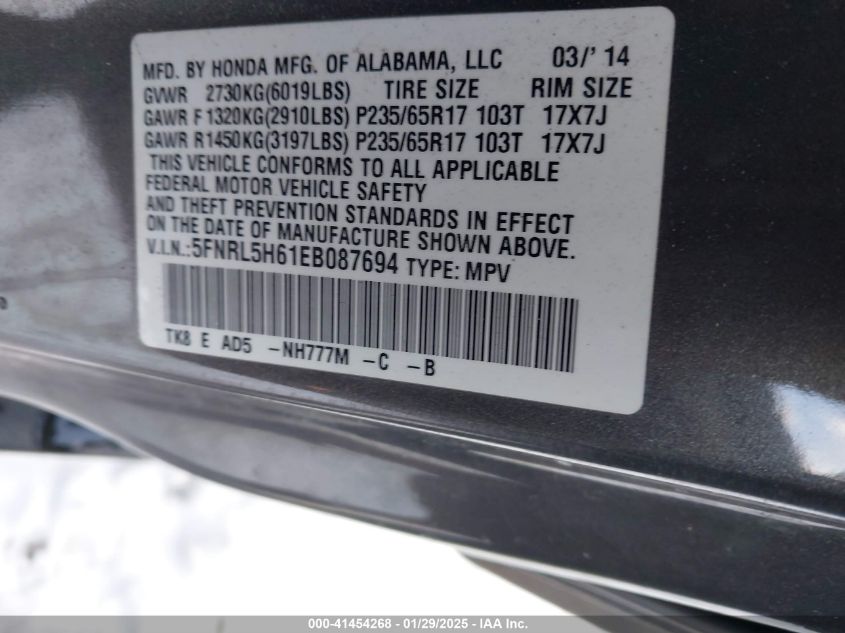 MFD. BY HONDA MFG. OF ALABAMA, LLC 03/' 14
GVWR 2730KG(6019LBS) TIRE SIZE RIM SIZE
GAWR F 1320KG(2910LBS) P235/65R17 103T 17X7J
GAWR R1450KG(3197LBS) P235/65R17 103T 17X7J
THIS VEHICLE CONFORMS TO ALL APPLICABLE
FEDERAL MOTOR VEHICLE SAFETY
AND THEFT PREVENTION STANDARDS IN EFFECT
ON THE DATE OF MANUFACTURE SHOWN ABOVE.
V.I.N.:5FNRL5H61EB087694 TYPE: MPV
TK8 E AD5 -NH777M -C -B
000-41454268 | 01/29/2025 - IAA Inc.